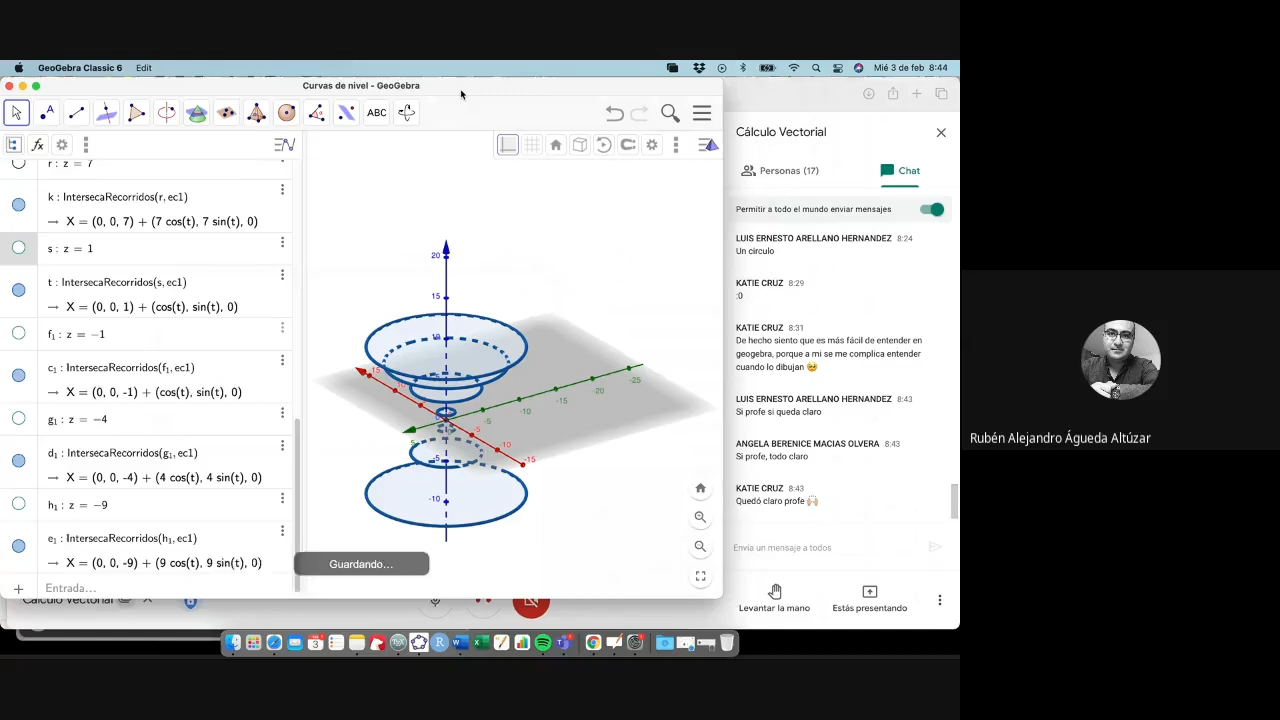 GeoGebra Classic 6 Edit
Mié 3 de feb 8:44
Curvas de nivel - GeoGebra
ABC
r : z = 7
k : IntersecaRecorridos(r, ec1)
→ X = (0, 0, 7) + (7 cos(t), 7 sin(t), 0)
s : z = 1
t : IntersecaRecorridos(s, ec1)
→ X = (0, 0, 1) + (cos(t), sin(t), 0)
f₁ : z = −1
c₁ : IntersecaRecorridos(f₁, ec1)
→ X = (0, 0, -1) + (cos(t), sin(t), 0)
g₁ : z = −4
d₁ : IntersecaRecorridos(g₁, ec1)
→ X = (0, 0, -4) + (4 cos(t), 4 sin(t), 0)
h₁ : z = −9
e₁ : IntersecaRecorridos(h₁, ec1)
→ X = (0, 0, -9) + (9 cos(t), 9 sin(t), 0)
Entrada…
20
15
10
-5
-10
-15
-10
-5
-10
-15
-20
-25
5
-5
-10
-15
Guardando…
Cálculo Vectorial
Cálculo Vectorial
Personas (17)
Chat
Permitir a todo el mundo enviar mensajes
LUIS ERNESTO ARELLANO HERNANDEZ 8:24
Un circulo
KATIE CRUZ 8:29
:0
KATIE CRUZ 8:31
De hecho siento que es más fácil de entender en
geogebra, porque a mi se me complica entender
cuando lo dibujan 🥺
LUIS ERNESTO ARELLANO HERNANDEZ 8:43
Si profe si queda claro
ANGELA BERENICE MACIAS OLVERA 8:43
Si profe, todo claro
KATIE CRUZ 8:43
Quedó claro profe 🙌🏻
Envía un mensaje a todos
Levantar la mano
Estás presentando
Rubén Alejandro Águeda Altúzar